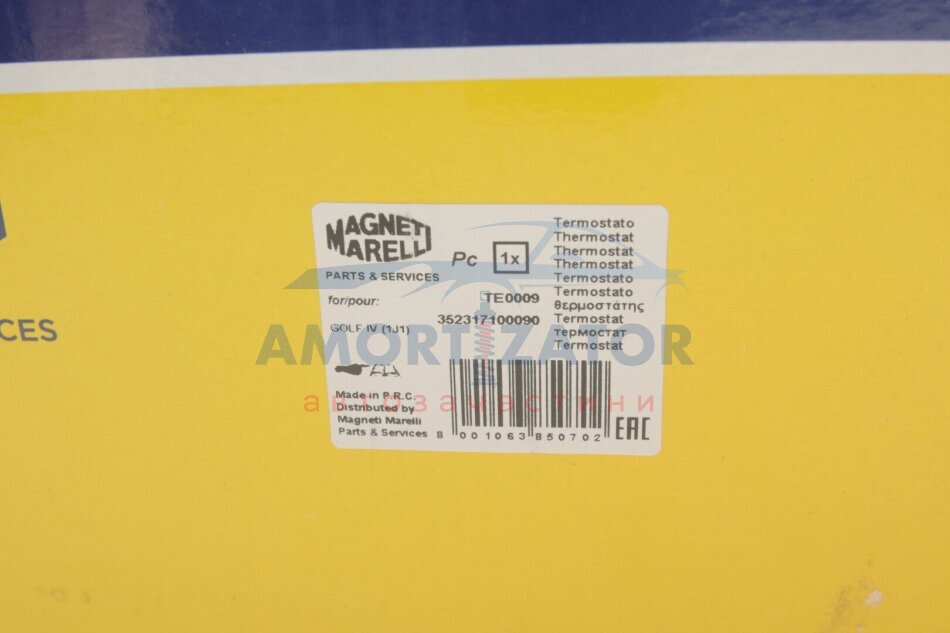 MAGNETI
MARELLI
PARTS & SERVICES
Pc 1x
for/pour:
TE0009
352317100090
GOLF IV (1J1)
Termostato
Thermostat
Thermostat
Thermostat
Termostato
Termostato
θερμοστάτης
Termostat
термостат
Termostat
Made in P.R.C.
Distributed by
Magneti Marelli
Parts & Services
8 001063 850702
EAC
CES
AMORTIZATOR
автозапчастини